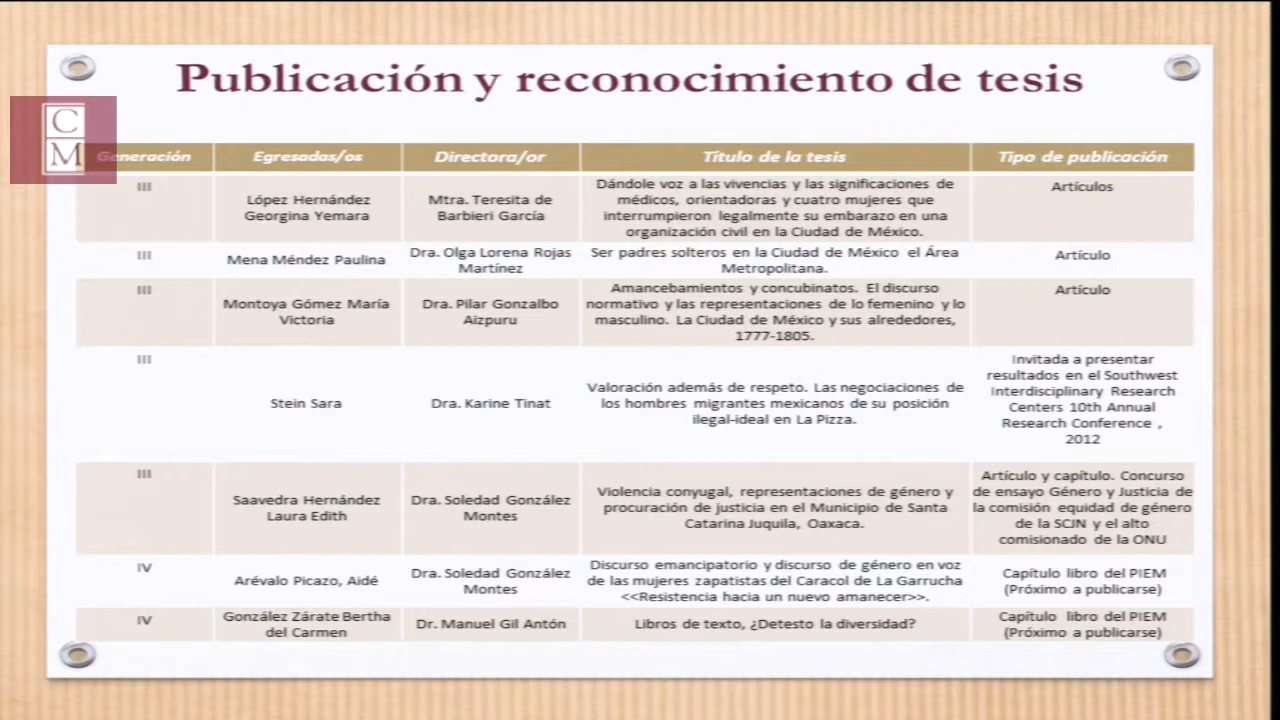 Publicación y reconocimiento de tesis
C
M
Generación Egresadas/os Directora/or Título de la tesis Tipo de publicación
III
López Hernández
Georgina Yemara
Mtra. Teresita de
Barbieri García
Dándole voz a las vivencias y las significaciones de
médicos, orientadoras y cuatro mujeres que
interrumpieron legalmente su embarazo en una
organización civil en la Ciudad de México.
Artículos
III
Mena Méndez Paulina
Dra. Olga Lorena Rojas
Martínez
Ser padres solteros en la Ciudad de México el Área
Metropolitana.
Artículo
III
Montoya Gómez María
Victoria
Dra. Pilar Gonzalbo
Aizpuru
Amancebamientos y concubinatos. El discurso
normativo y las representaciones de lo femenino y lo
masculino. La Ciudad de México y sus alrededores,
1777-1805.
Artículo
III
Stein Sara
Dra. Karine Tinat
Valoración además de respeto. Las negociaciones de
los hombres migrantes mexicanos de su posición
ilegal-ideal en La Pizza.
Invitada a presentar
resultados en el Southwest
Interdisciplinary Research
Centers 10th Annual
Research Conference ,
2012
III
Saavedra Hernández
Laura Edith
Dra. Soledad González
Montes
Violencia conyugal, representaciones de género y
procuración de justicia en el Municipio de Santa
Catarina Juquila, Oaxaca.
Artículo y capítulo. Concurso
de ensayo Género y Justicia de
la comisión equidad de género
de la SCJN y el alto
comisionado de la ONU
IV
Arévalo Picazo, Aidé
Dra. Soledad González
Montes
Discurso emancipatorio y discurso de género en voz
de las mujeres zapatistas del Caracol de La Garrucha
<<Resistencia hacia un nuevo amanecer>>.
Capítulo libro del PIEM
(Próximo a publicarse)
IV
González Zárate Bertha
del Carmen
Dr. Manuel Gil Antón
Libros de texto, ¿Detesto la diversidad?
Capítulo libro del PIEM
(Próximo a publicarse)